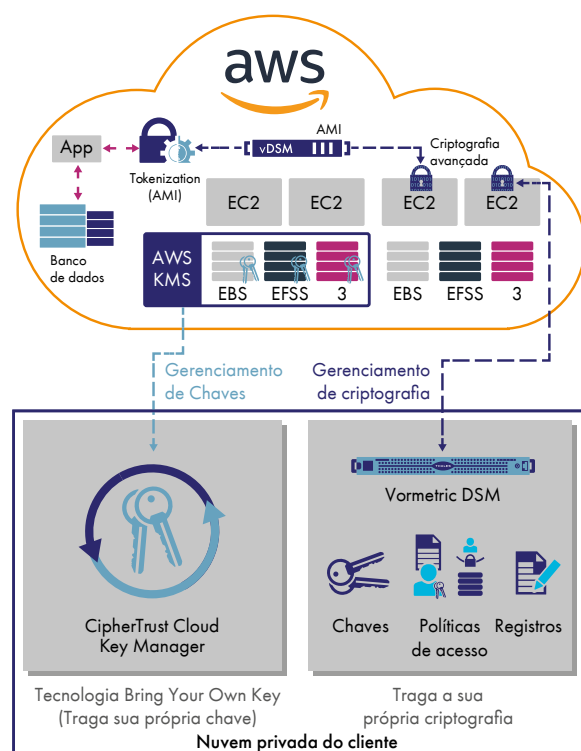 aws
App
Tokenization
(AMI)
vDSM
AMI
Criptografia
avançada
EC2
EC2
EC2
EC2
Banco
de dados
AWS
KMS
EBS
EFSS
3
EBS
EFSS
3
Gerenciamento
de Chaves
Gerenciamento
de criptografia
THALES
Vormetric DSM
CipherTrust Cloud
Key Manager
Chaves
Políticas
de acesso
Registros
Tecnologia Bring Your Own Key
(Traga sua própria chave)
Traga a sua
própria criptografia
Nuvem privada do cliente